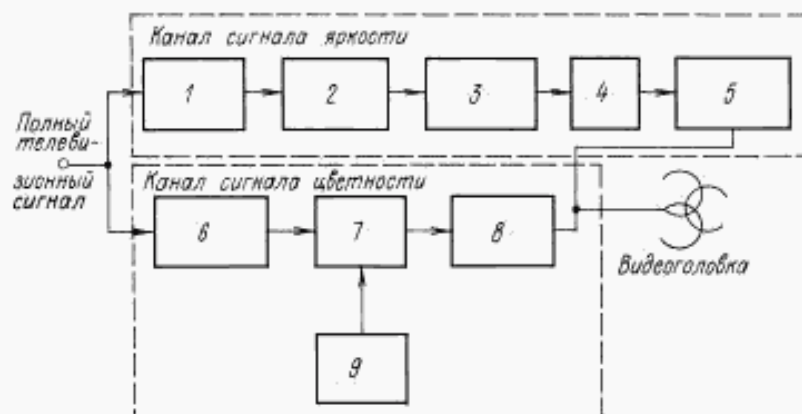 Канал сигнала яркости
1
2
3
4
5
Полный
телеви-
зионный
сигнал
Канал сигнала цветности
6
7
8
Видеоголовка
9